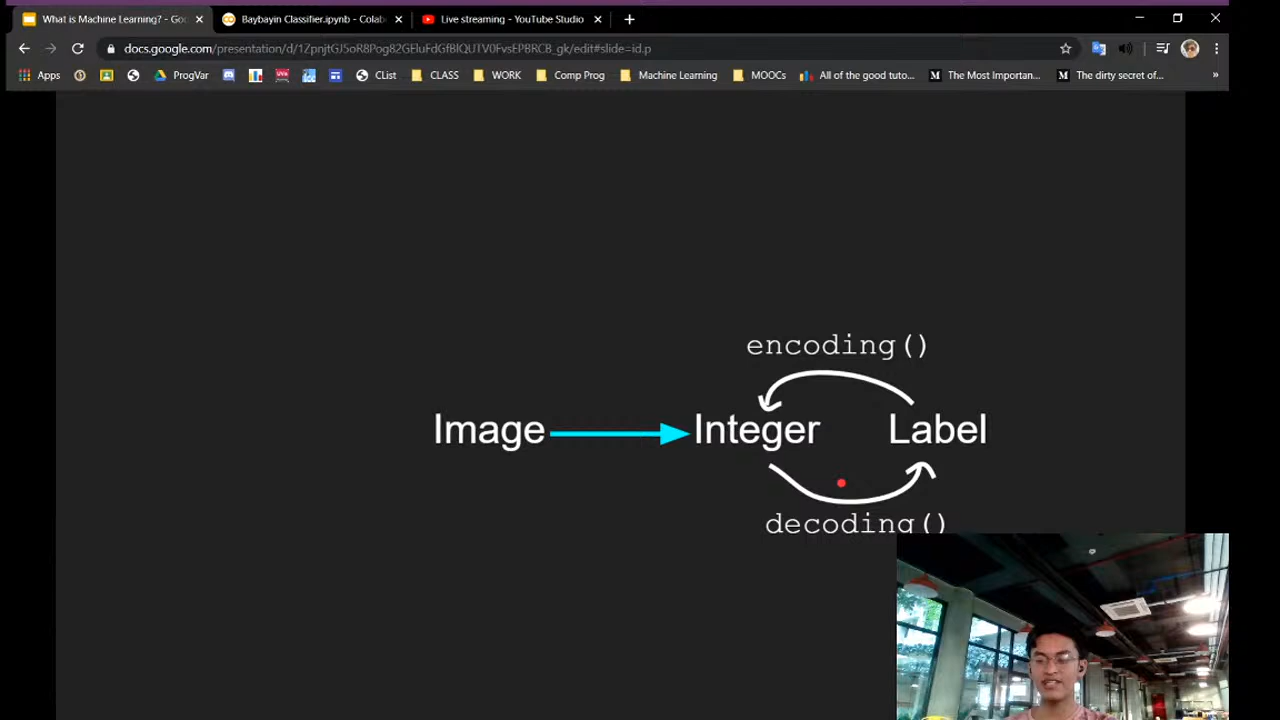 What is Machine Learning? - Goo
Baybayin Classifier.ipynb - Colab
Live streaming - YouTube Studio
docs.google.com/presentation/d/1ZpnjtGJ5oR8Pog82GEluFdGfBlQUTV0FvsEPBRCB_gk/edit#slide=id.p
Apps
ProgVar
CList
CLASS
WORK
Comp Prog
Machine Learning
MOOCs
All of the good tuto...
The Most Importan...
The dirty secret of...
encoding()
Image
Integer
Label
decoding()